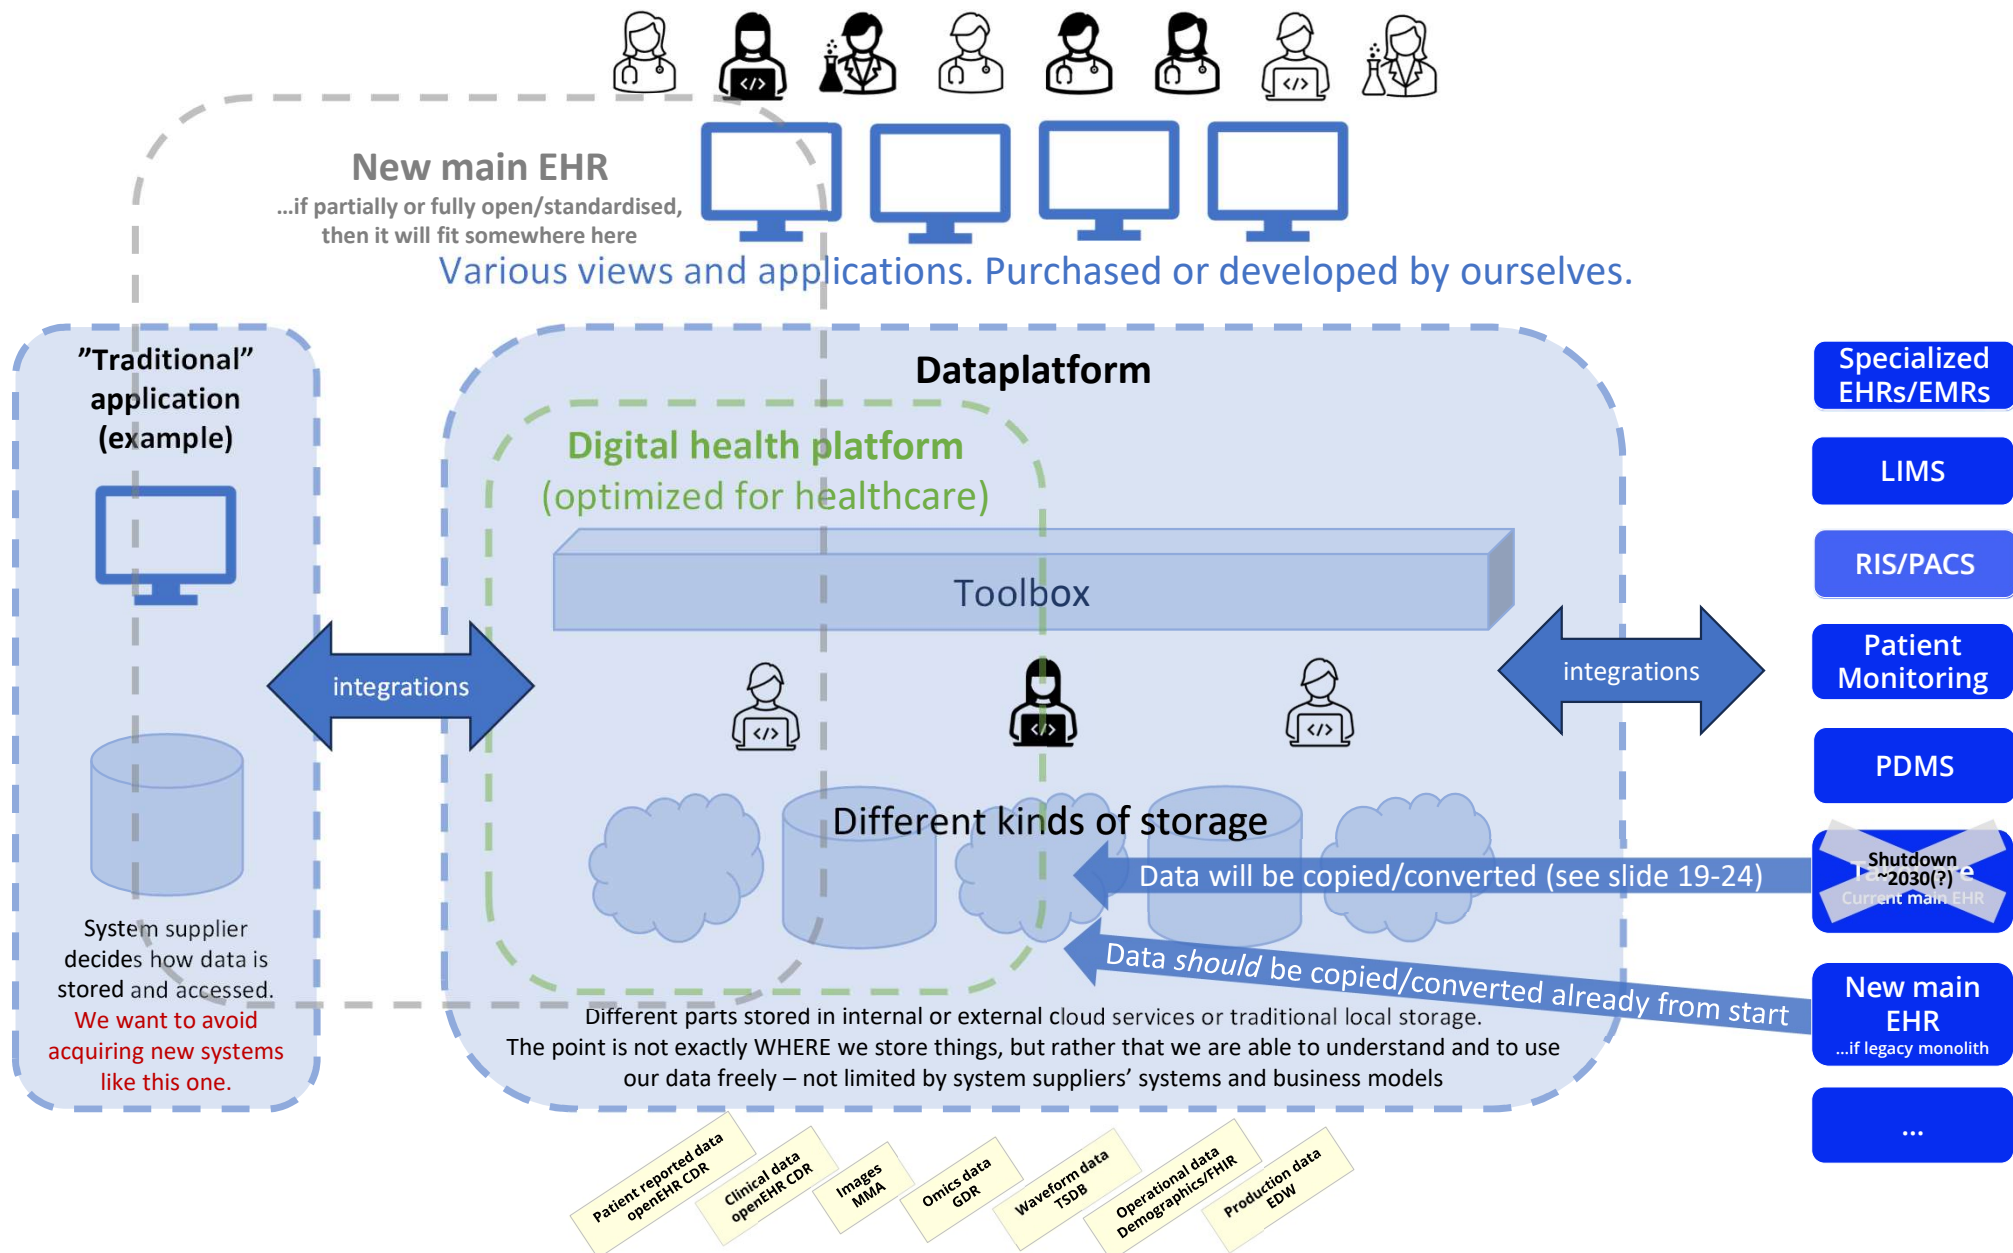 New main EHR
...if partially or fully open/standardised,
then it will fit somewhere here
Various views and applications. Purchased or developed by ourselves.
”Traditional”
application
(example)
System supplier
decides how data is
stored and accessed.
We want to avoid
acquiring new systems
like this one.
integrations
Dataplatform
Digital health platform
(optimized for healthcare)
Toolbox
</>
</>
</>
</>
</>
Different kinds of storage
Data will be copied/converted (see slide 19-24)
Data should be copied/converted already from start
Different parts stored in internal or external cloud services or traditional local storage.
The point is not exactly WHERE we store things, but rather that we are able to understand and to use
our data freely – not limited by system suppliers’ systems and business models
integrations
Specialized
EHRs/EMRs
LIMS
RIS/PACS
Patient
Monitoring
PDMS
Shutdown
~2030(?)
Current main EHR
New main
EHR
...if legacy monolith
...
Patient reported data
openEHR CDR
Clinical data
openEHR CDR
Images
MMA
Omics data
GDR
Waveform data
TSDB
Operational data
Demographics/FHIR
Production data
EDW